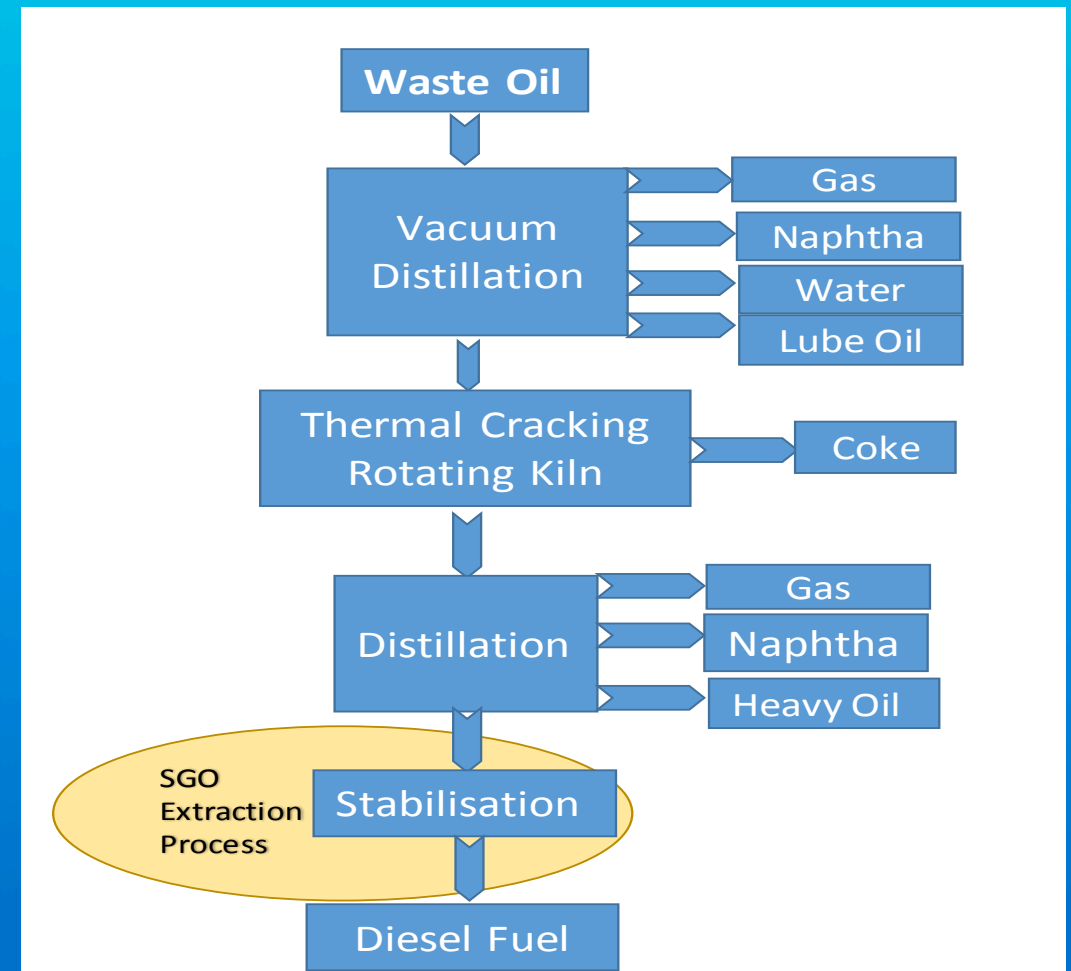 Waste Oil
Vacuum
Distillation
Gas
Naphtha
Water
Lube Oil
Thermal Cracking
Rotating Kiln
Coke
Distillation
Gas
Naphtha
Heavy Oil
SGO
Extraction
Process
Stabilisation
Diesel Fuel